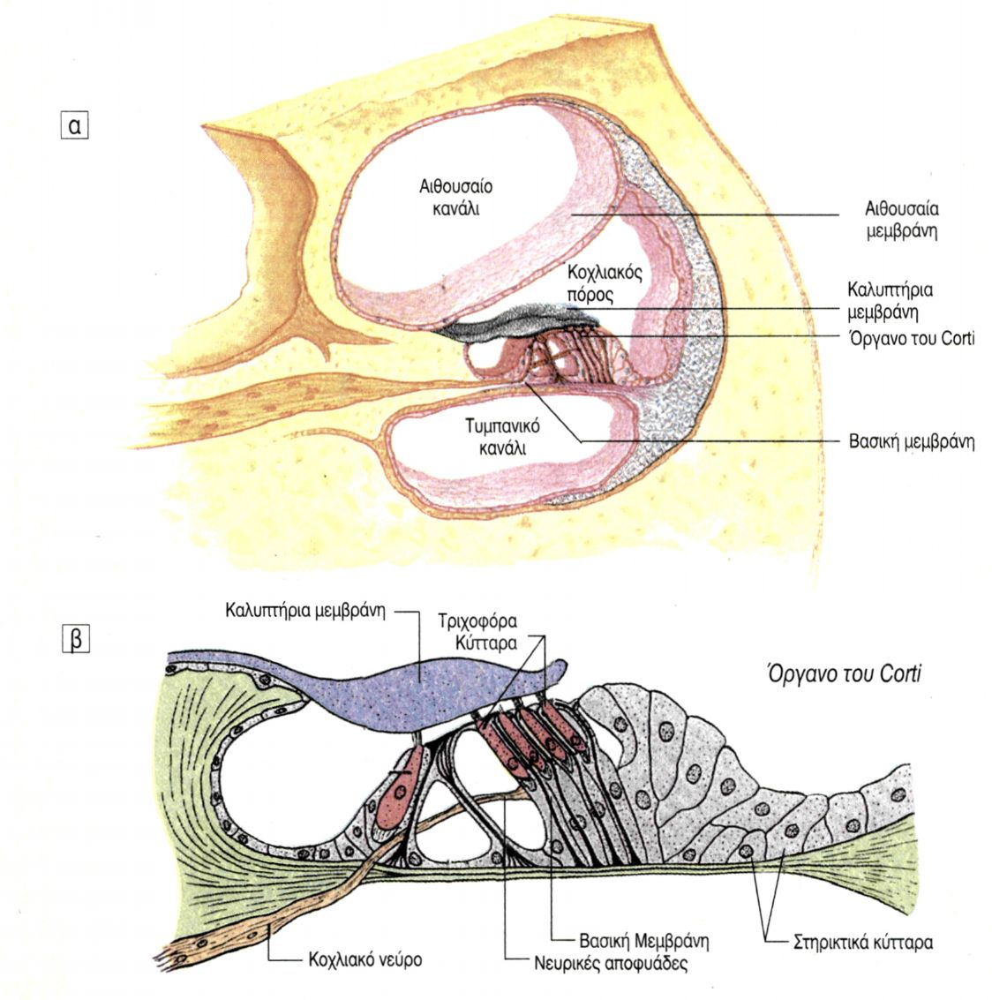 α
Αιθουσαίο
κανάλι
Αιθουσαία
μεμβράνη
Κοχλιακός
πόρος
Καλυπτήρια
μεμβράνη
Όργανο του Corti
Τυμπανικό
κανάλι
Βασική μεμβράνη
β
Καλυπτήρια μεμβράνη
Τριχοφόρα
Κύτταρα
Όργανο του Corti
Βασική Μεμβράνη
Στηρικτικά κύτταρα
Κοχλιακό νεύρο
Νευρικές αποφυάδες